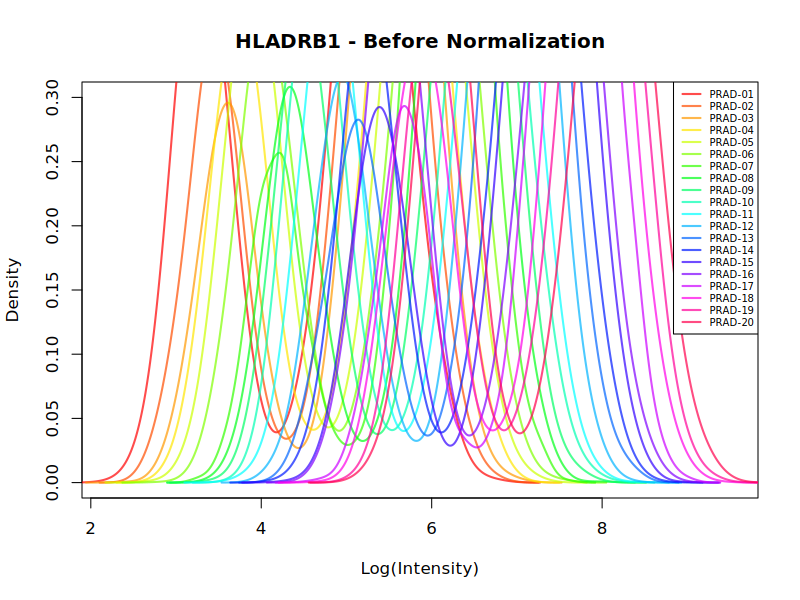 HLADRB1 - Before Normalization
Density
0.30
0.25
0.20
0.15
0.10
0.05
0.00
2
4
6
8
Log(Intensity)
PRAD-01
PRAD-02
PRAD-03
PRAD-04
PRAD-05
PRAD-06
PRAD-07
PRAD-08
PRAD-09
PRAD-10
PRAD-11
PRAD-12
PRAD-13
PRAD-14
PRAD-15
PRAD-16
PRAD-17
PRAD-18
PRAD-19
PRAD-20